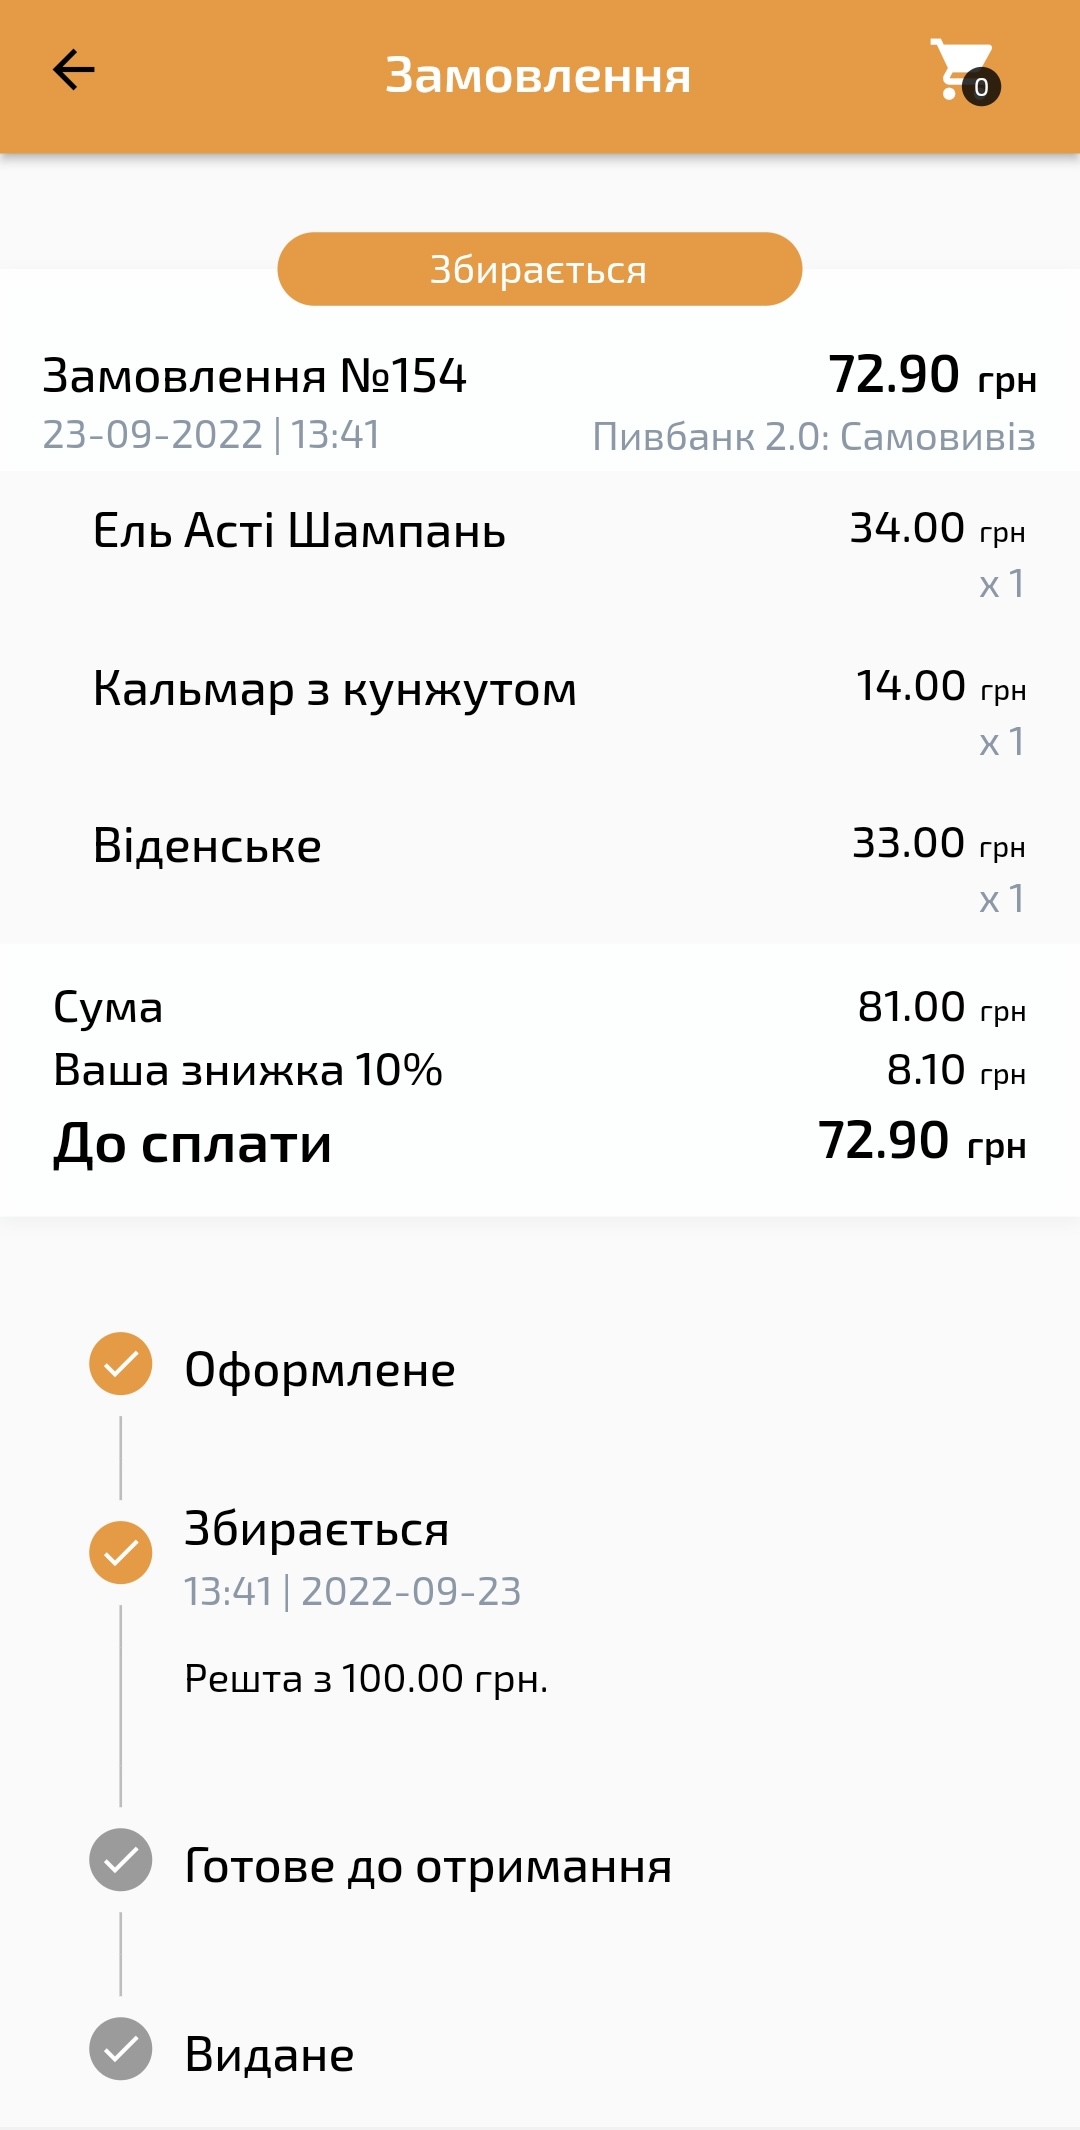 Замовлення
0
Збирається
Замовлення №154 72.90 грн
23-09-2022 | 13:41 Пивбанк 2.0: Самовивіз
Ель Асті Шампань 34.00 грн
x 1
Кальмар з кунжутом 14.00 грн
x 1
Віденське 33.00 грн
x 1
Сума 81.00 грн
Ваша знижка 10% 8.10 грн
До сплати 72.90 грн
Оформлене
Збирається
13:41 | 2022-09-23
Решта з 100.00 грн.
Готове до отримання
Видане